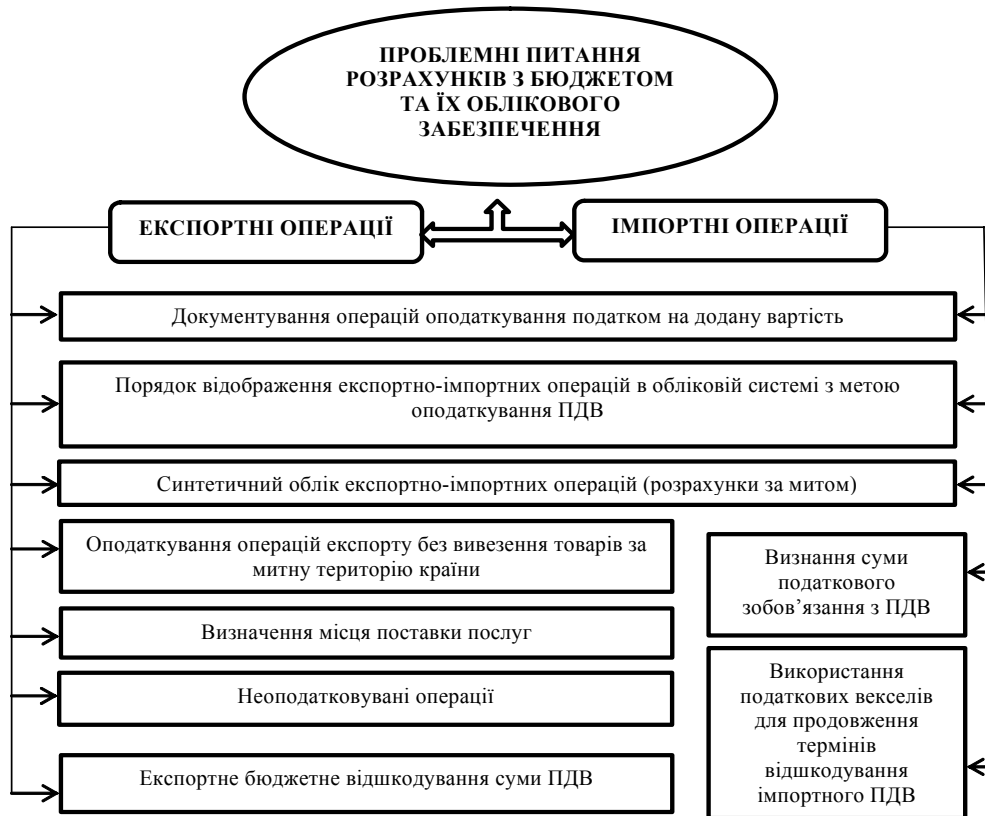 ПРОБЛЕМНІ ПИТАННЯ
РОЗРАХУНКІВ З БЮДЖЕТОМ
ТА ЇХ ОБЛІКОВОГО
ЗАБЕЗПЕЧЕННЯ
ЕКСПОРТНІ ОПЕРАЦІЇ
ІМПОРТНІ ОПЕРАЦІЇ
Документування операцій оподаткування податком на додану вартість
Порядок відображення експортно-імпортних операцій в обліковій системі з метою
оподаткування ПДВ
Синтетичний облік експортно-імпортних операцій (розрахунки за митом)
Оподаткування операцій експорту без вивезення товарів за
митну територію країни
Визначення місця поставки послуг
Неоподатковувані операції
Експортне бюджетне відшкодування суми ПДВ
Визнання суми
податкового
зобов’язання з ПДВ
Використання
податкових векселів
для продовження
термінів
відшкодування
імпортного ПДВ